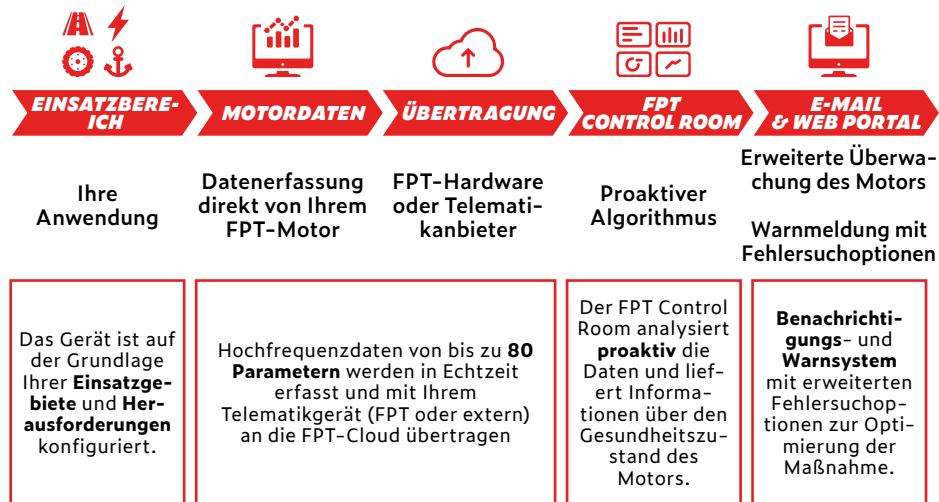 EINSATZBERE-
ICH
MOTORDATEN
ÜBERTRAGUNG
FPT
CONTROL ROOM
E-MAIL
& WEB PORTAL
Ihre
Anwendung
Datenerfassung
direkt von Ihrem
FPT-Motor
FPT-Hardware
oder Telemati-
kanbieter
Proaktiver
Algorithmus
Erweiterte Überwa-
chung des Motors
Warnmeldung mit
Fehlersuchoptionen
Das Gerät ist auf
der Grundlage
Ihrer Einsatzge-
biete und Her-
ausforderungen
konfiguriert.
Hochfrequenzdaten von bis zu 80
Parametern werden in Echtzeit
erfasst und mit Ihrem
Telematikgerät (FPT oder extern)
an die FPT-Cloud übertragen
Der FPT Control
Room analysiert
proaktiv die
Daten und lief-
ert Informa-
tionen über den
Gesundheitszu-
stand des
Motors.
Benachrichti-
gungs- und
Warnsystem
mit erweiterten
Fehlersuchop-
tionen zur Opti-
mierung der
Maßnahme.